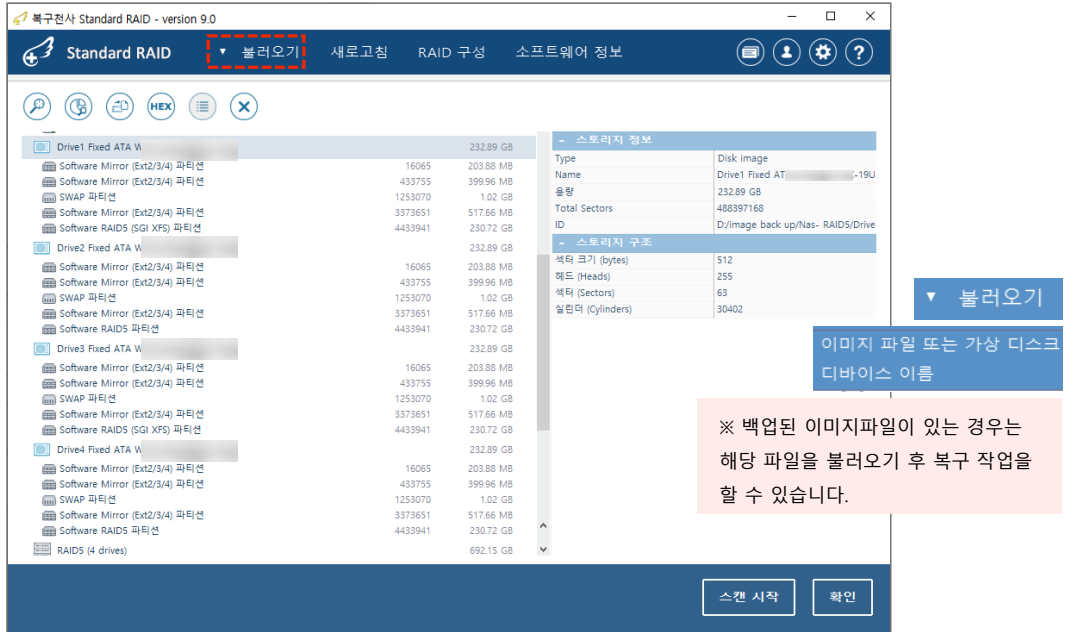 복구천사 Standard RAID - version 9.0
Standard RAID ▼ 불러오기 새로고침 RAID 구성 소프트웨어 정보
HEX
Drive1 Fixed ATA W 232.89 GB
Software Mirror (Ext2/3/4) 파티션 16065 203.88 MB
Software Mirror (Ext2/3/4) 파티션 433755 399.96 MB
SWAP 파티션 1253070 1.02 GB
Software Mirror (Ext2/3/4) 파티션 3373651 517.66 MB
Software RAID5 (SGI XFS) 파티션 4433941 230.72 GB
Drive2 Fixed ATA W 232.89 GB
Software Mirror (Ext2/3/4) 파티션 16065 203.88 MB
Software Mirror (Ext2/3/4) 파티션 433755 399.96 MB
SWAP 파티션 1253070 1.02 GB
Software Mirror (Ext2/3/4) 파티션 3373651 517.66 MB
Software RAID5 파티션 4433941 230.72 GB
Drive3 Fixed ATA W 232.89 GB
Software Mirror (Ext2/3/4) 파티션 16065 203.88 MB
Software Mirror (Ext2/3/4) 파티션 433755 399.96 MB
SWAP 파티션 1253070 1.02 GB
Software Mirror (Ext2/3/4) 파티션 3373651 517.66 MB
Software RAID5 (SGI XFS) 파티션 4433941 230.72 GB
Drive4 Fixed ATA W 232.89 GB
Software Mirror (Ext2/3/4) 파티션 16065 203.88 MB
Software Mirror (Ext2/3/4) 파티션 433755 399.96 MB
SWAP 파티션 1253070 1.02 GB
Software Mirror (Ext2/3/4) 파티션 3373651 517.66 MB
Software RAID5 파티션 4433941 230.72 GB
RAID5 (4 drives) 692.15 GB
– 스토리지 정보
Type Disk image
Name Drive1 Fixed AT -19U
용량 232.89 GB
Total Sectors 488397168
ID D:/image back up/Nas- RAID5/Drive
– 스토리지 구조
섹터 크기 (bytes) 512
헤드 (Heads) 255
섹터 (Sectors) 63
실린더 (Cylinders) 30402
▼ 불러오기
이미지 파일 또는 가상 디스크
디바이스 이름
※ 백업된 이미지파일이 있는 경우는
해당 파일을 불러오기 후 복구 작업을
할 수 있습니다.
스캔 시작 확인